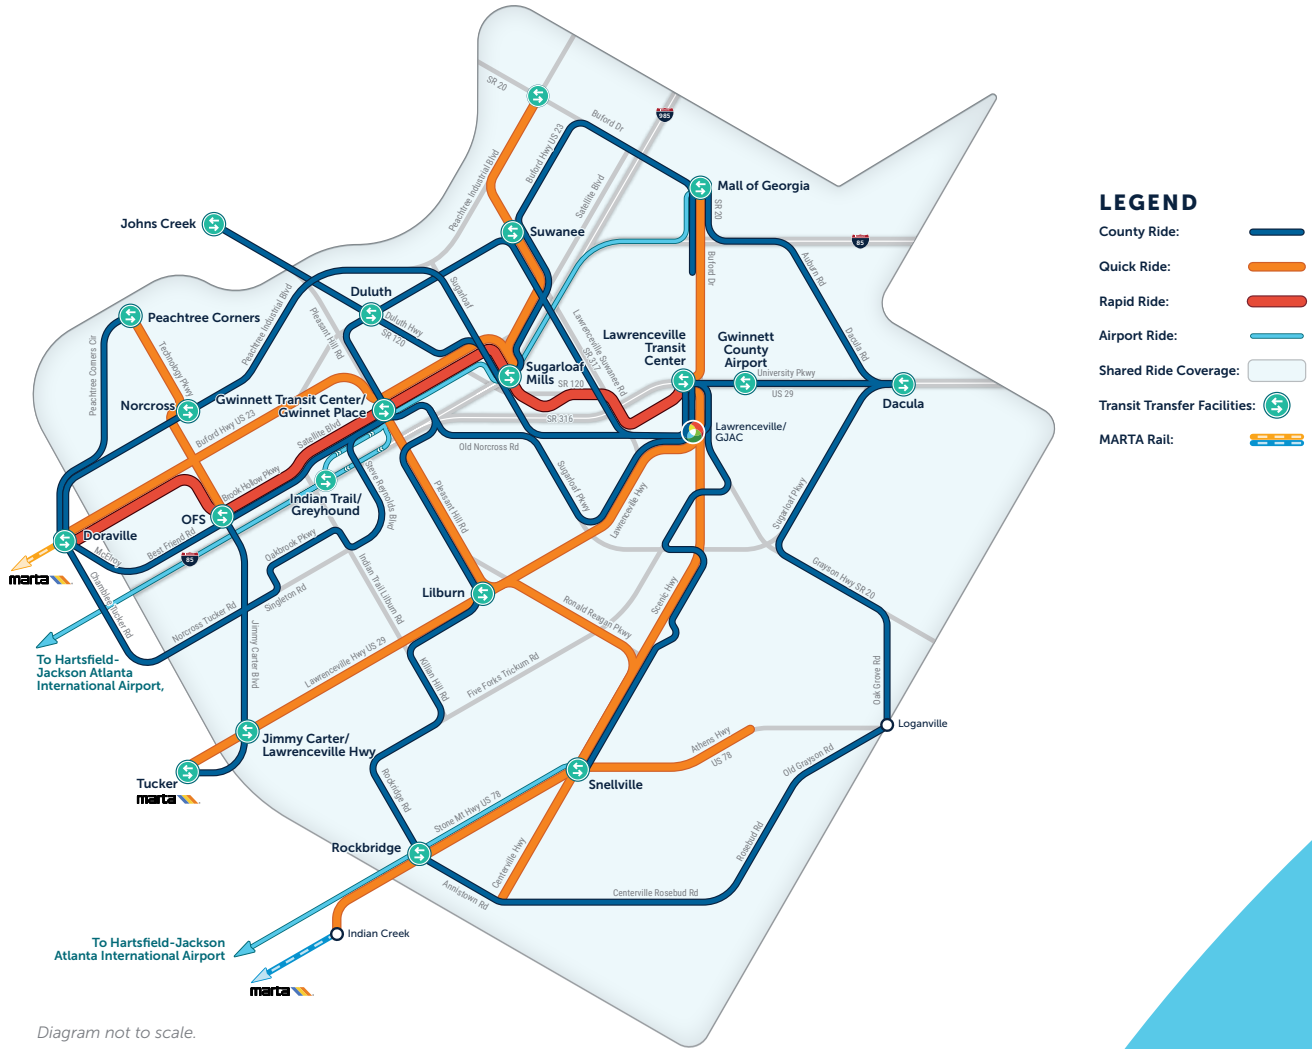 SR 20
Buford Dr
985
Peachtree Industrial Blvd
Buford Hwy US 23
Satellite Blvd
Mall of Georgia
SR 20
Johns Creek
Suwanee
85
Buford Dr
Auburn Rd
Duluth
Sugarloaf
Peachtree Industrial Blvd
Pleasant Hill Rd
Duluth Hwy
SR 120
Peachtree Corners
Peachtree Corners Cir
Technology Pkwy
Lawrenceville Suwanee Rd
SR 317
Lawrenceville
Transit
Center
Gwinnett
County
Airport
Dacula Rd
University Pkwy
US 29
Dacula
Sugarloaf
Mills
SR 120
SR 316
Norcross
Gwinnett Transit Center/
Gwinnet Place
Buford Hwy US 23
Satellite Blvd
Lawrenceville/
GJAC
Old Norcross Rd
Brook Hollow Pkwy
Steve Reynolds Blvd
Pleasant Hill Rd
Sugarloaf Pkwy
Lawrenceville Hwy
Sugarloaf Pkwy
Indian Trail/
Greyhound
OFS
Doraville
McElroy
Best Friend Rd
85
Oakbrook Pkwy
marta
Chamblee Tucker Rd
Norcross Tucker Rd
Singleton Rd
Indian Trail Lilburn Rd
Lilburn
Ronald Reagan Pkwy
Scenic Hwy
Grayson Hwy SR 20
To Hartsfield-
Jackson Atlanta
International Airport,
Jimmy Carter Blvd
Lawrenceville Hwy US 29
Killian Hill Rd
Five Forks Trickum Rd
Oak Grove Rd
Loganville
Jimmy Carter/
Lawrenceville Hwy
Tucker
marta
Athens Hwy
US 78
Old Grayson Rd
Snellville
Rockbridge Rd
Stone Mt Hwy US 78
Rockbridge
Centerville Hwy
Annistown Rd
Centerville Rosebud Rd
Rosebud Rd
Indian Creek
To Hartsfield-Jackson
Atlanta International Airport
marta
Diagram not to scale.
LEGEND
County Ride:
Quick Ride:
Rapid Ride:
Airport Ride:
Shared Ride Coverage:
Transit Transfer Facilities:
MARTA Rail: